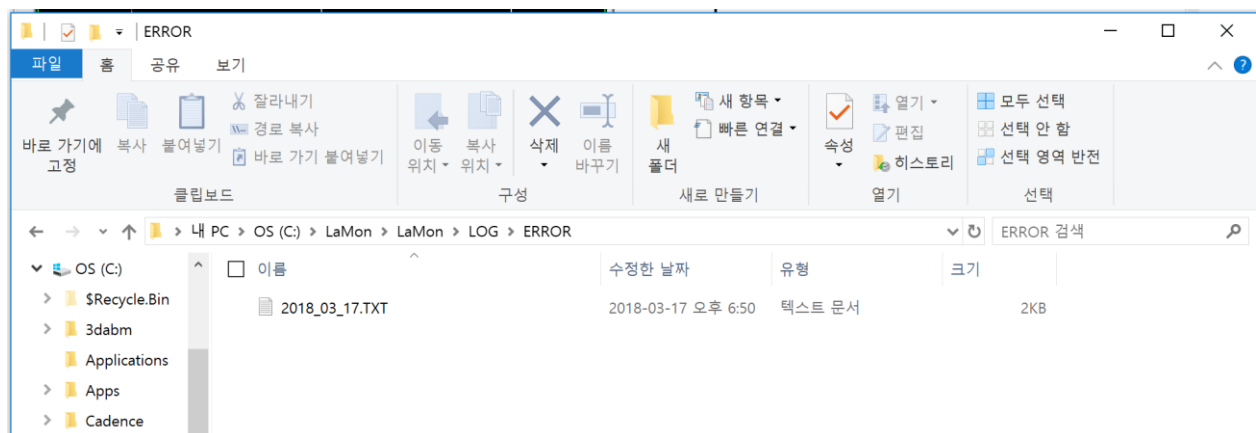 ERROR
파일 홈 공유 보기
바로 가기에 고정
복사
붙여넣기
잘라내기
경로 복사
바로 가기 붙여넣기
클립보드
이동 위치
복사 위치
삭제
이름 바꾸기
구성
새 폴더
새 항목
빠른 연결
새로 만들기
속성
열기
편집
히스토리
열기
모두 선택
선택 안 함
선택 영역 반전
선택
내 PC > OS (C:) > LaMon > LaMon > LOG > ERROR
ERROR 검색
OS (C:)
$Recycle.Bin
3dabm
Applications
Apps
Cadence
이름 수정한 날짜 유형 크기
2018_03_17.TXT 2018-03-17 오후 6:50 텍스트 문서 2KB